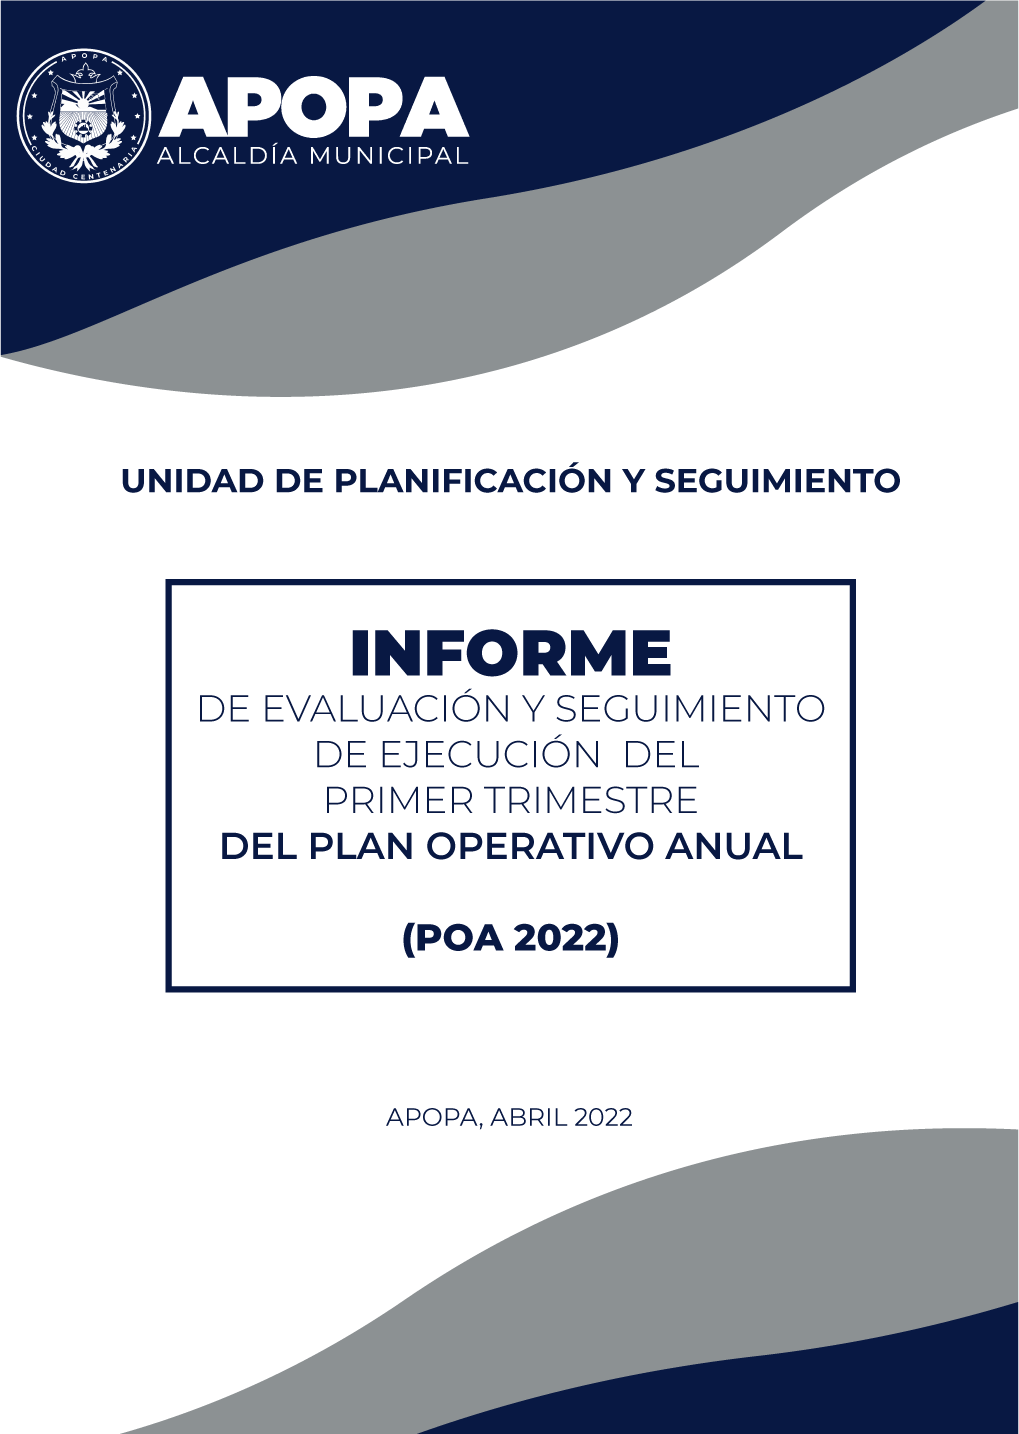 APOPA
CIUDAD CENTENARIA
APOPA
ALCALDÍA MUNICIPAL
UNIDAD DE PLANIFICACIÓN Y SEGUIMIENTO
INFORME
DE EVALUACIÓN Y SEGUIMIENTO
DE EJECUCIÓN DEL
PRIMER TRIMESTRE
DEL PLAN OPERATIVO ANUAL
(POA 2022)
APOPA, ABRIL 2022